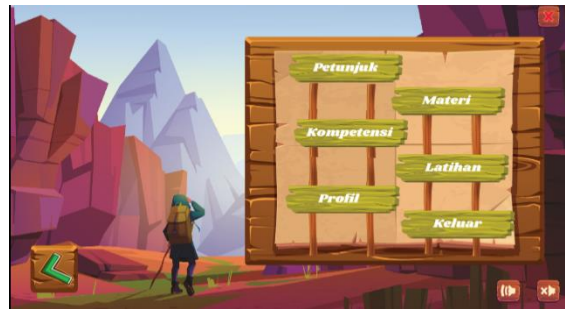 Petunjuk
Materi
Kompetensi
Latihan
Profil
Keluar